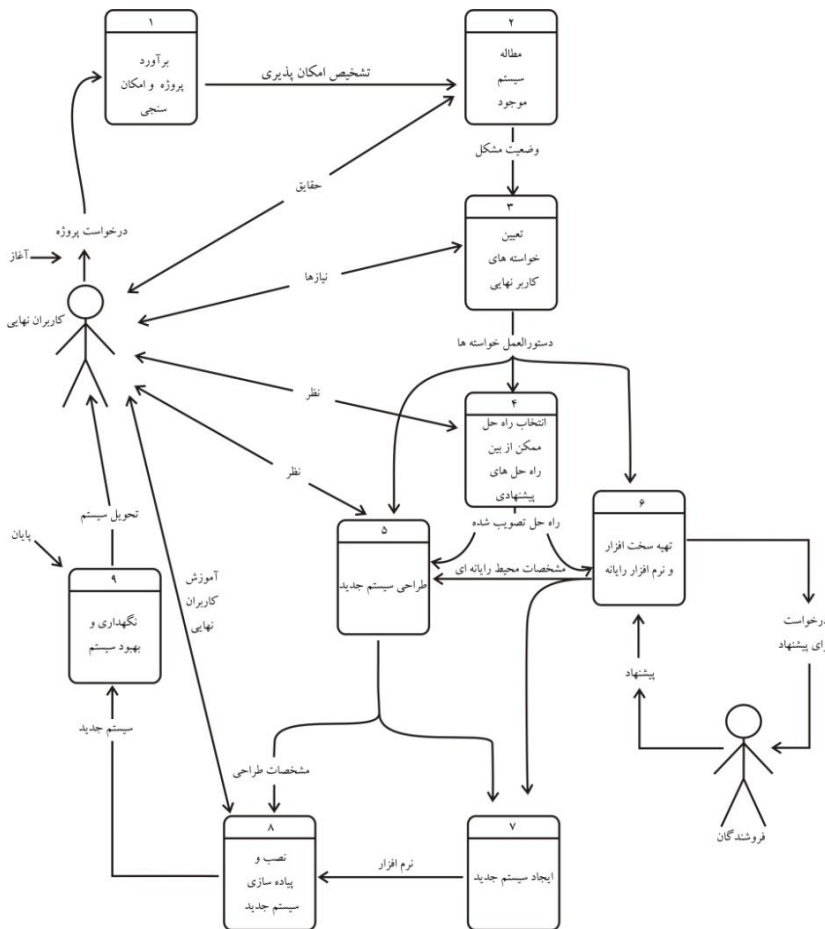 ۱
برآورد
پروژه و امکان
سنجی
تشخیص امکان پذیری
۲
مطاله
سیستم
موجود
وضعیت مشکل
حقایق
۳
تعیین
خواسته های
کاربر نهایی
درخواست پروژه
آغاز
نیازها
کاربران نهایی
دستورالعمل خواسته ها
نظر
۴
انتخاب راه حل
ممکن از بین
راه حل های
پیشنهادی
نظر
۶
تهیه سخت افزار
و نرم افزار رایانه
تحویل سیستم
راه حل تصویب شده
۵
طراحی سیستم جدید
پایان
مشخصات محیط رایانه ای
۹
نگهداری و
بهبود سیستم
آموزش
کاربران
نهایی
درخواست
رای پیشنهاد
پیشنهاد
سیستم جدید
مشخصات طراحی
فروشندگان
۸
نصب و
پیاده سازی
سیستم جدید
نرم افزار
۷
ایجاد سیستم جدید